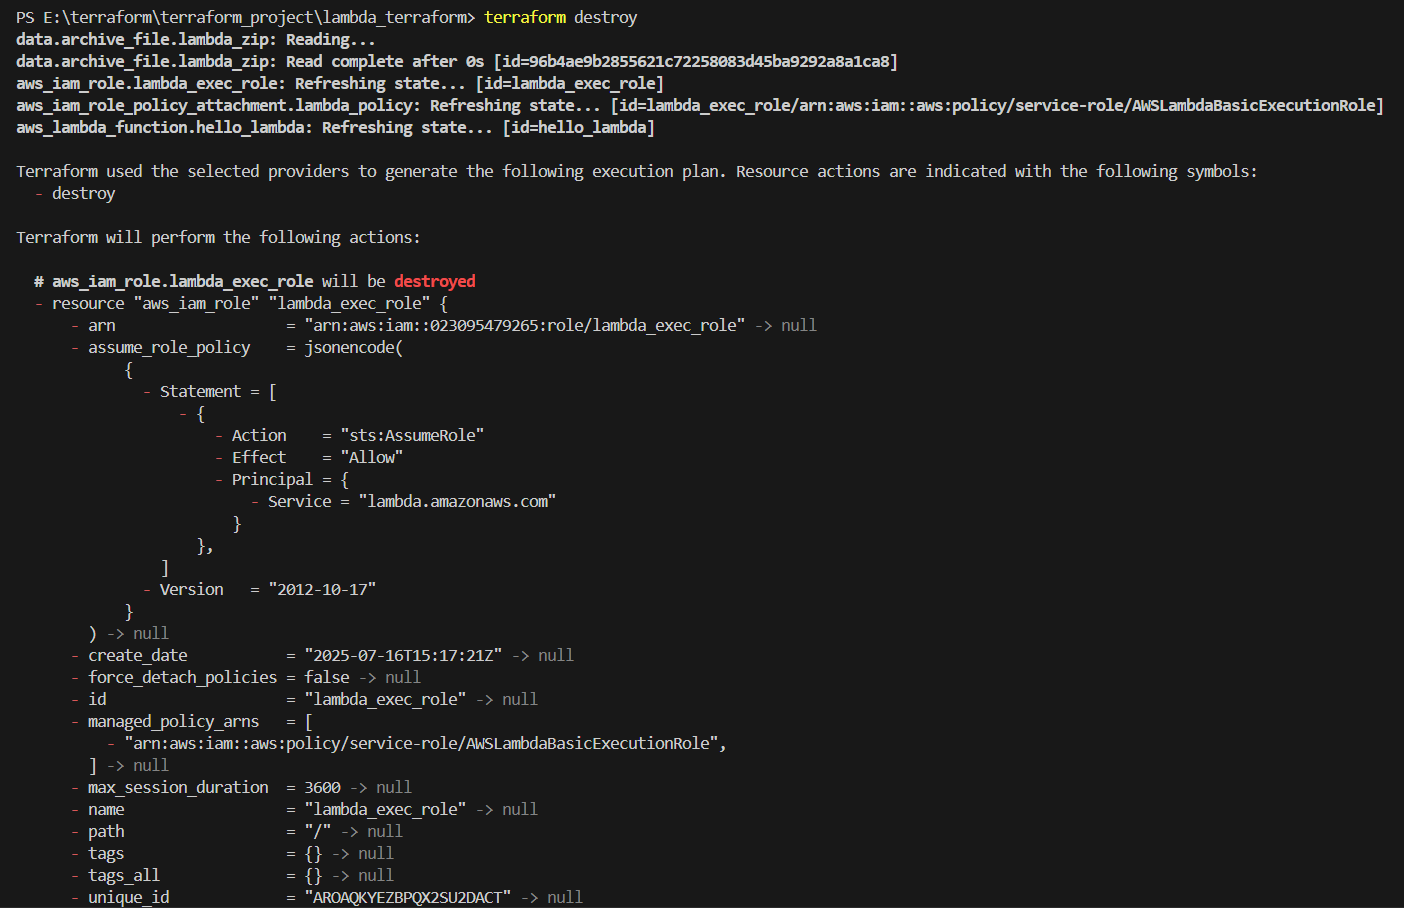 PS E:\terraform\terraform_project\lambda_terraform> terraform destroy
data.archive_file.lambda_zip: Reading...
data.archive_file.lambda_zip: Read complete after 0s [id=96b4ae9b2855621c72258083d45ba9292a8a1ca8]
aws_iam_role.lambda_exec_role: Refreshing state... [id=lambda_exec_role]
aws_iam_role_policy_attachment.lambda_policy: Refreshing state... [id=lambda_exec_role/arn:aws:iam::aws:policy/service-role/AWSLambdaBasicExecutionRole]
aws_lambda_function.hello_lambda: Refreshing state... [id=hello_lambda]

Terraform used the selected providers to generate the following execution plan. Resource actions are indicated with the following symbols:
  - destroy

Terraform will perform the following actions:

  # aws_iam_role.lambda_exec_role will be destroyed
  - resource "aws_iam_role" "lambda_exec_role" {
      - arn                   = "arn:aws:iam::023095479265:role/lambda_exec_role" -> null
      - assume_role_policy    = jsonencode(
            {
              - Statement = [
                  - {
                      - Action    = "sts:AssumeRole"
                      - Effect    = "Allow"
                      - Principal = {
                          - Service = "lambda.amazonaws.com"
                        }
                    },
                ]
              - Version   = "2012-10-17"
            }
        ) -> null
      - create_date           = "2025-07-16T15:17:21Z" -> null
      - force_detach_policies = false -> null
      - id                    = "lambda_exec_role" -> null
      - managed_policy_arns   = [
          - "arn:aws:iam::aws:policy/service-role/AWSLambdaBasicExecutionRole",
        ] -> null
      - max_session_duration  = 3600 -> null
      - name                  = "lambda_exec_role" -> null
      - path                  = "/" -> null
      - tags                  = {} -> null
      - tags_all              = {} -> null
      - unique_id             = "AROAQKYEZBPQX2SU2DACT" -> null